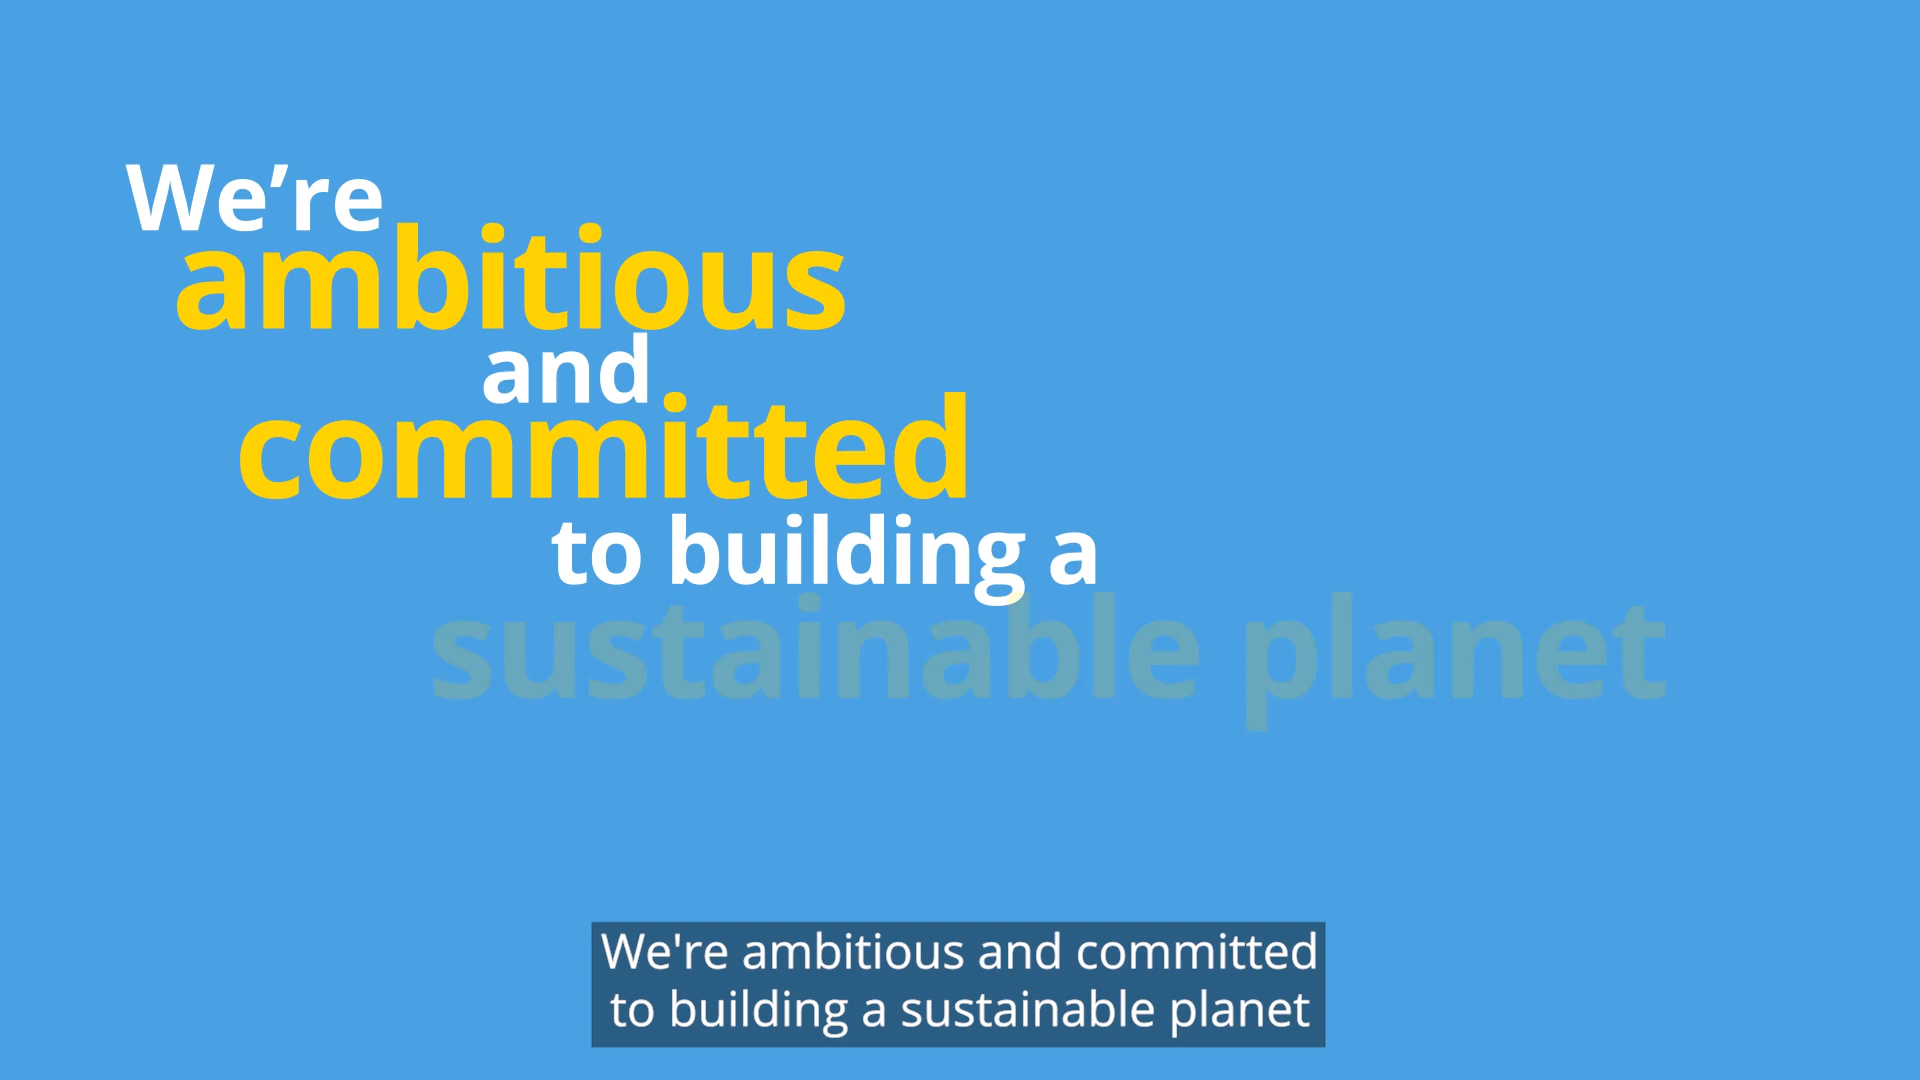 We’re
ambitious
and
committed
to building a
sustainable planet
We're ambitious and committed
to building a sustainable planet